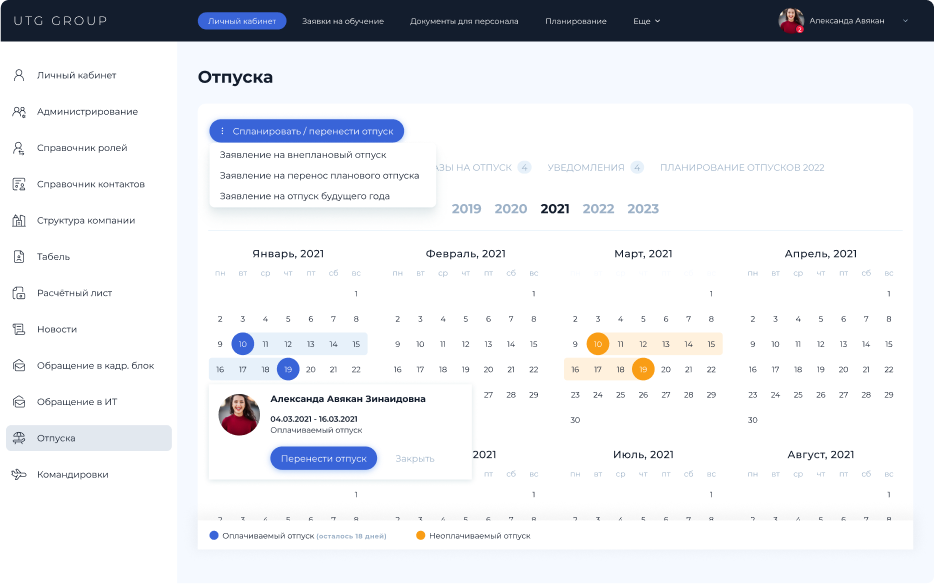 UTG GROUP
Личный кабинет
Заявки на обучение
Документы для персонала
Планирование
Еще
2
Александа Авякан
Личный кабинет
Администрирование
Справочник ролей
Справочник контактов
Структура компании
Табель
Расчётный лист
Новости
Обращение в кадр. блок
Обращение в ИТ
Отпуска
Командировки
Отпуска
Спланировать / перенести отпуск
Заявление на внеплановый отпуск
Заявление на перенос планового отпуска
Заявление на отпуск будущего года
АЗЫ НА ОТПУСК 4
УВЕДОМЛЕНИЯ 4
ПЛАНИРОВАНИЕ ОТПУСКОВ 2022
2019 2020 2021 2022 2023
Январь, 2021
пн вт ср чт пт сб вс
1
2 3 4 5 6 7 8
9 10 11 12 13 14 15
16 17 18 19 20 21 22
Февраль, 2021
пн вт ср чт пт сб вс
1
2 3 4 5 6 7 8
9 10 11 12 13 14 15
16 17 18 19 20 21 22
27 28 29
Март, 2021
пн вт ср чт пт сб вс
1
2 3 4 5 6 7 8
9 10 11 12 13 14 15
16 17 18 19 20 21 22
23 24 25 26 27 28 29
30
Апрель, 2021
пн вт ср чт пт сб вс
1
2 3 4 5 6 7 8
9 10 11 12 13 14 15
16 17 18 19 20 21 22
23 24 25 26 27 28 29
30
Александа Авякан Зинаидовна
04.03.2021 - 16.03.2021
Оплачиваемый отпуск
Перенести отпуск
Закрыть
1
2 3 4 5 6 7 8
2021
пт сб вс
1
2 3 4 5 6 7 8
Июль, 2021
пн вт ср чт пт сб вс
1
2 3 4 5 6 7 8
Август, 2021
пн вт ср чт пт сб вс
1
2 3 4 5 6 7 8
Оплачиваемый отпуск (осталось 18 дней)
Неоплачиваемый отпуск